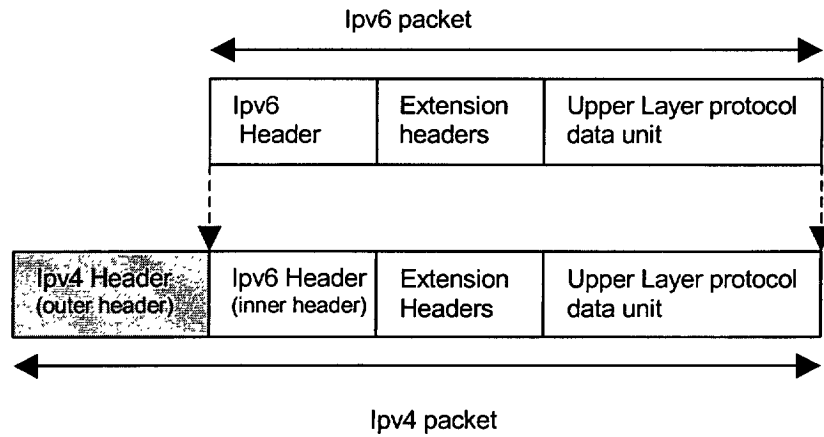 Ipv6 packet
Ipv6
Header
Extension
headers
Upper Layer protocol
data unit
Ipv4 Header
(outer header)
Ipv6 Header
(inner header)
Extension
Headers
Upper Layer protocol
data unit
Ipv4 packet